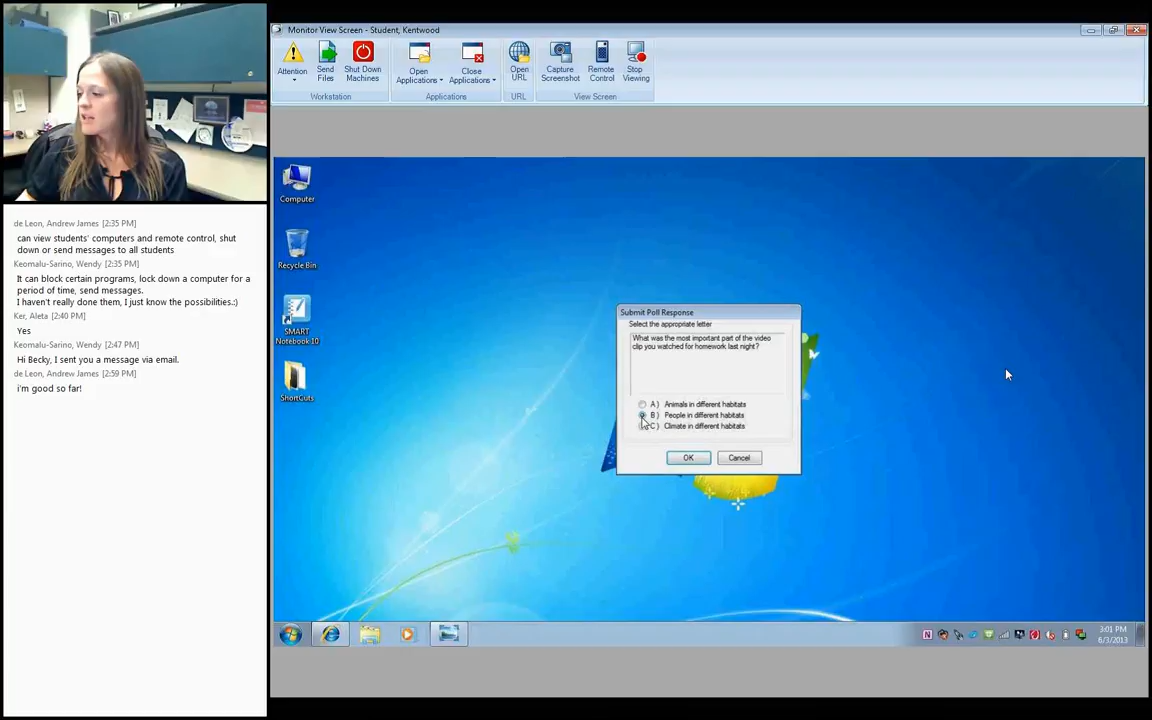 Monitor View Screen - Student, Kentwood
Attention
Send
Files
Shut Down
Machines
Open
Applications
Close
Applications
Open
URL
Capture
Screenshot
Remote
Control
Stop
Viewing
Workstation
Applications
URL
View Screen
de Leon, Andrew James [2:35 PM]
can view students' computers and remote control, shut
down or send messages to all students
Keomalu-Sarino, Wendy [2:35 PM]
It can block certain programs, lock down a computer for a
period of time, send messages.
I haven't really done them, I just know the possibilities.:)
Ker, Aleta [2:40 PM]
Yes
Keomalu-Sarino, Wendy [2:47 PM]
Hi Becky, I sent you a message via email.
de Leon, Andrew James [2:59 PM]
i'm good so far!
Computer
Recycle Bin
SMART
Notebook 10
ShortCuts
Submit Poll Response
Select the appropriate letter
What was the most important part of the video
clip you watched for homework last night?
A ) Animals in different habitats
B ) People in different habitats
C ) Climate in different habitats
OK
Cancel
3:01 PM
6/3/2013